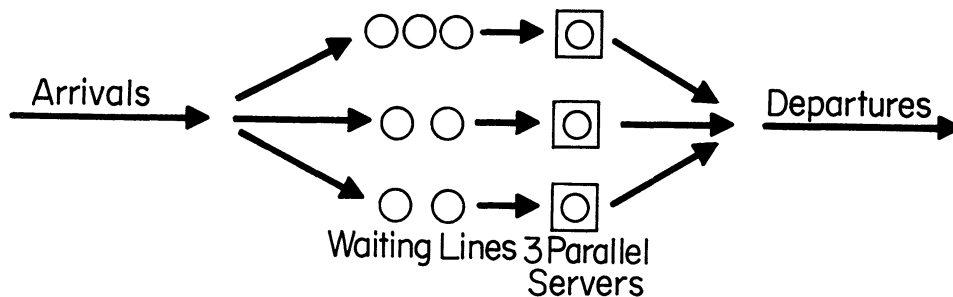 Arrivals
Departures
Waiting Lines
3 Parallel
Servers